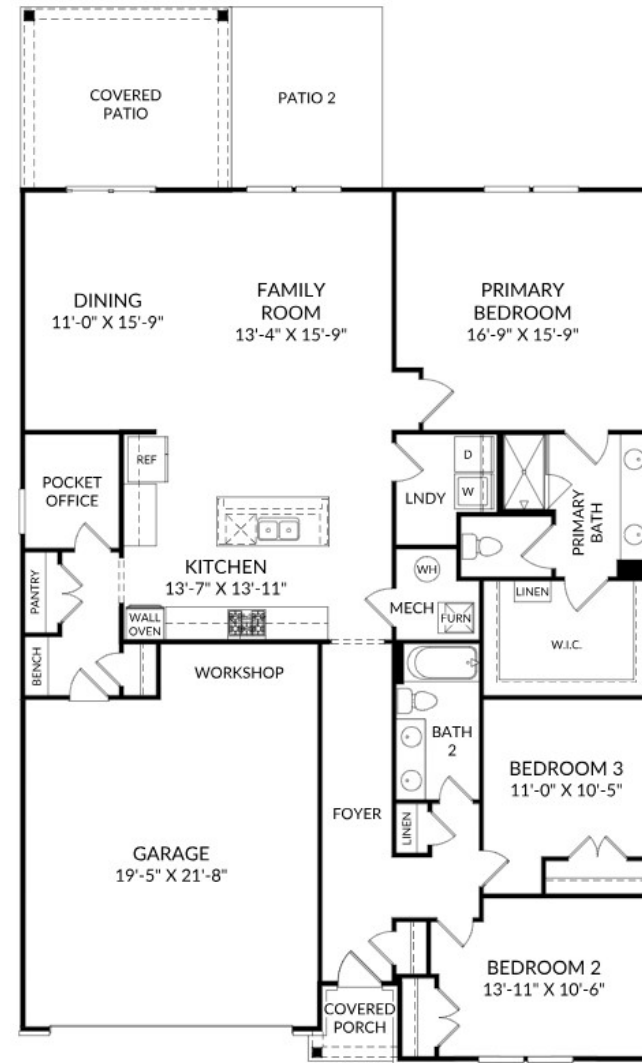 COVERED
PATIO
PATIO 2
DINING
11'-0" X 15'-9"
FAMILY
ROOM
13'-4" X 15'-9"
PRIMARY
BEDROOM
16'-9" X 15'-9"
REF
D
W
LNDY
POCKET
OFFICE
PRIMARY
BATH
KITCHEN
13'-7" X 13'-11"
WH
MECH
FURN
LINEN
W.I.C.
PANTRY
WALL
OVEN
BENCH
WORKSHOP
BATH
2
BEDROOM 3
11'-0" X 10'-5"
FOYER
LINEN
GARAGE
19'-5" X 21'-8"
BEDROOM 2
13'-11" X 10'-6"
COVERED
PORCH